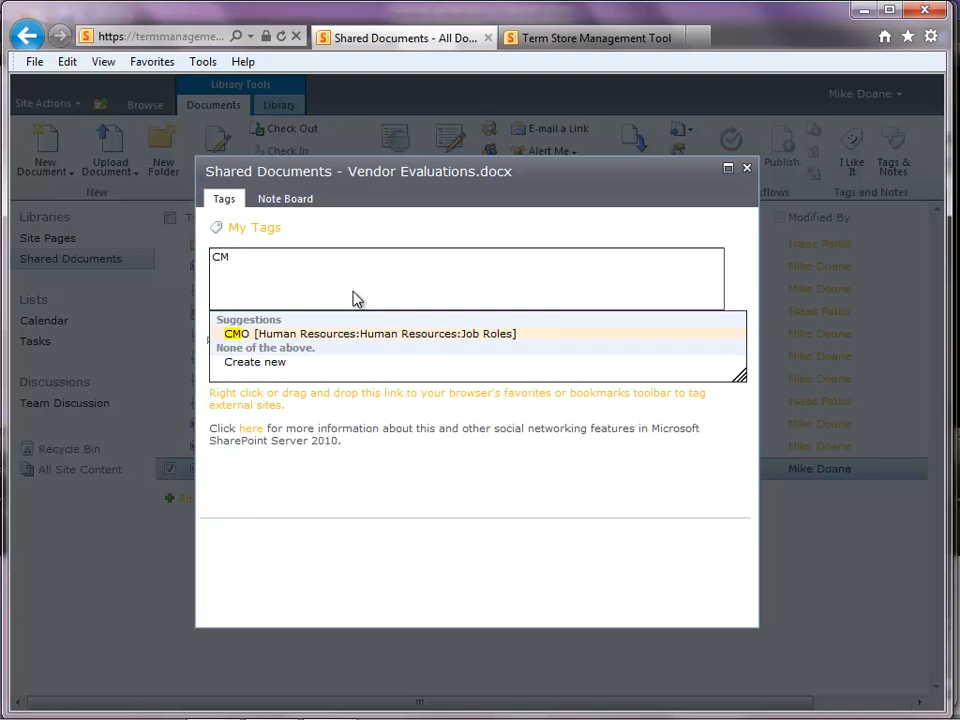 https://termmanageme...
Shared Documents - All Do...
Term Store Management Tool
File Edit View Favorites Tools Help
Library Tools
Site Actions Browse Documents Library
Mike Doane
New Document
Upload Document
New Folder
Check Out
Check In
E-mail a Link
Alert Me
Publish
I Like It
Tags & Notes
New
Tags and Notes
Shared Documents - Vendor Evaluations.docx
Tags Note Board
My Tags
CM
Suggestions
CMO [Human Resources:Human Resources:Job Roles]
None of the above.
Create new
Right click or drag and drop this link to your browser's favorites or bookmarks toolbar to tag
external sites.
Click here for more information about this and other social networking features in Microsoft
SharePoint Server 2010.
Libraries
Site Pages
Shared Documents
Lists
Calendar
Tasks
Discussions
Team Discussion
Recycle Bin
All Site Content
Modified By
Isaac Pattis
Mike Doane
Mike Doane
Isaac Pattis
Mike Doane
Mike Doane
Mike Doane
Isaac Pattis
Mike Doane
Mike Doane
Mike Doane